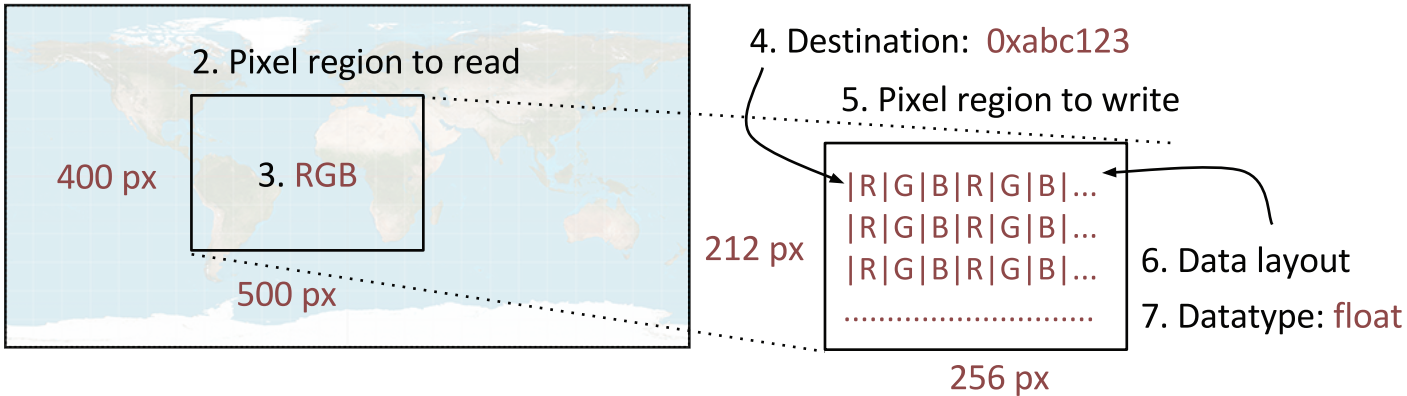 2. Pixel region to read
400 px
3. RGB
500 px
4. Destination: 0xabc123
5. Pixel region to write
|R|G|B|R|G|B|...
|R|G|B|R|G|B|...
|R|G|B|R|G|B|...
.............................
212 px
256 px
6. Data layout
7. Datatype: float